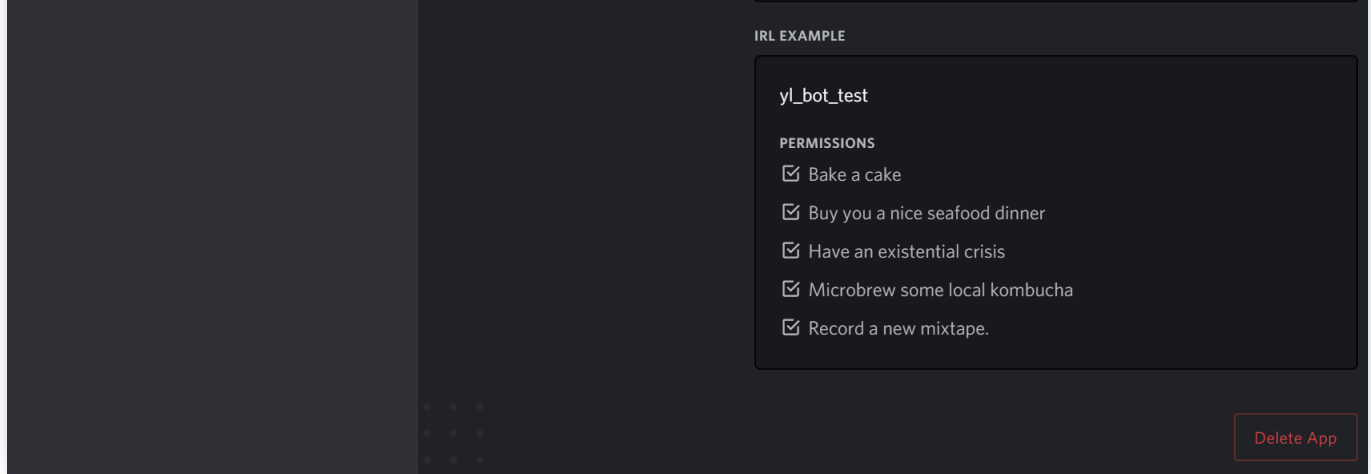 IRL EXAMPLE
yl_bot_test
PERMISSIONS
Bake a cake
Buy you a nice seafood dinner
Have an existential crisis
Microbrew some local kombucha
Record a new mixtape.
Delete App